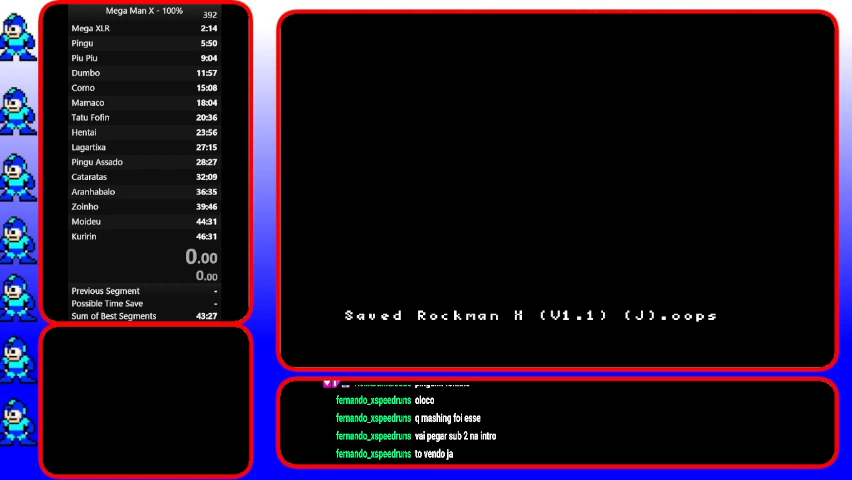 Mega Man X - 100%
392
Mega XLR 2:14
Pingu 5:50
Piu Piu 9:04
Dumbo 11:57
Corno 15:08
Mamaco 18:04
Tatu Fofin 20:36
Hentai 23:56
Lagartixa 27:15
Pingu Assado 28:27
Cataratas 32:09
Aranhabalo 36:35
Zoinho 39:46
Moideu 44:31
Kuririn 46:31
0.00
0.00
Previous Segment -
Possible Time Save -
Sum of Best Segments 43:27
Saved Rockman X (V1.1) (J).oops
fernando_xspeedruns oloco
fernando_xspeedruns q mashing foi esse
fernando_xspeedruns vai pegar sub 2 na intro
fernando_xspeedruns to vendo ja